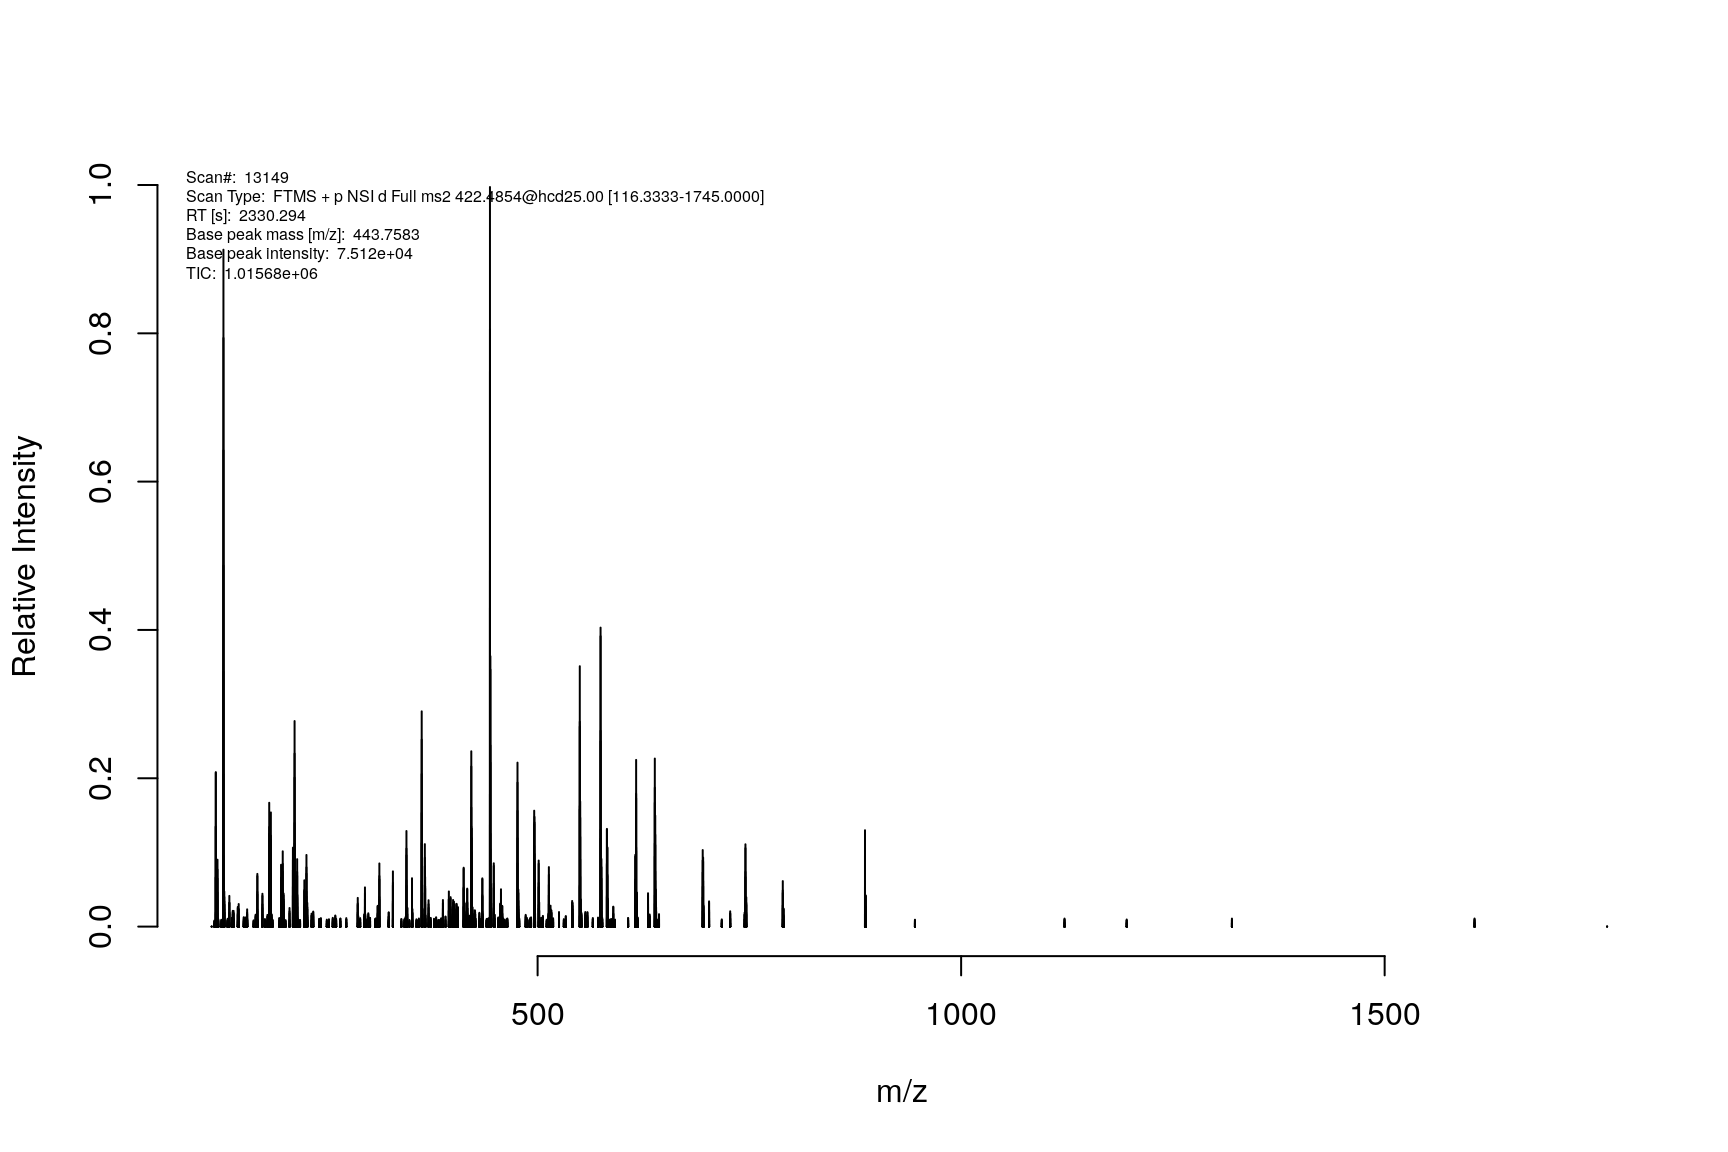 Scan#: 13149
Scan Type: FTMS + p NSI d Full ms2 422.4854@hcd25.00 [116.3333-1745.0000]
RT [s]: 2330.294
Base peak mass [m/z]: 443.7583
Base peak intensity: 7.512e+04
TIC: 1.01568e+06
1.0
0.8
0.6
0.4
0.2
0.0
Relative Intensity
500 1000 1500
m/z